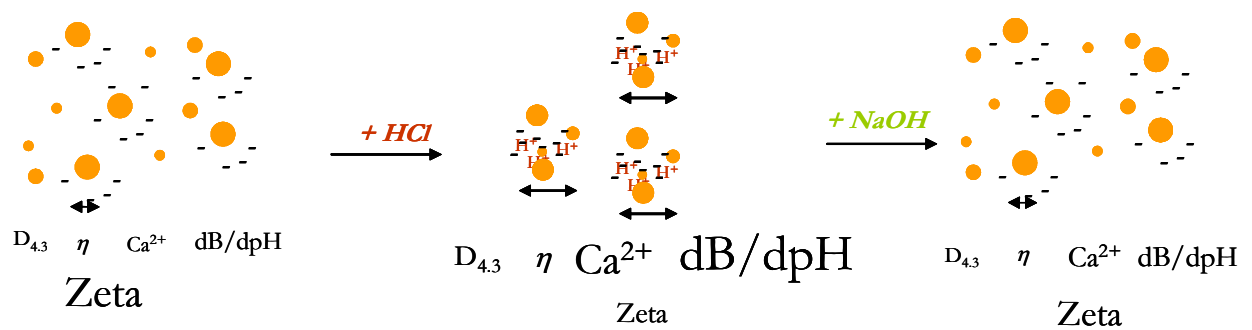 + HCl
+ NaOH
H⁺ H⁺
H⁺
H⁺ H⁺
H⁺
H⁺ H⁺
H⁺
D₄.₃ η Ca²⁺ dB/dpH
Zeta
D₄.₃ η Ca²⁺ dB/dpH
Zeta
D₄.₃ η Ca²⁺ dB/dpH
Zeta